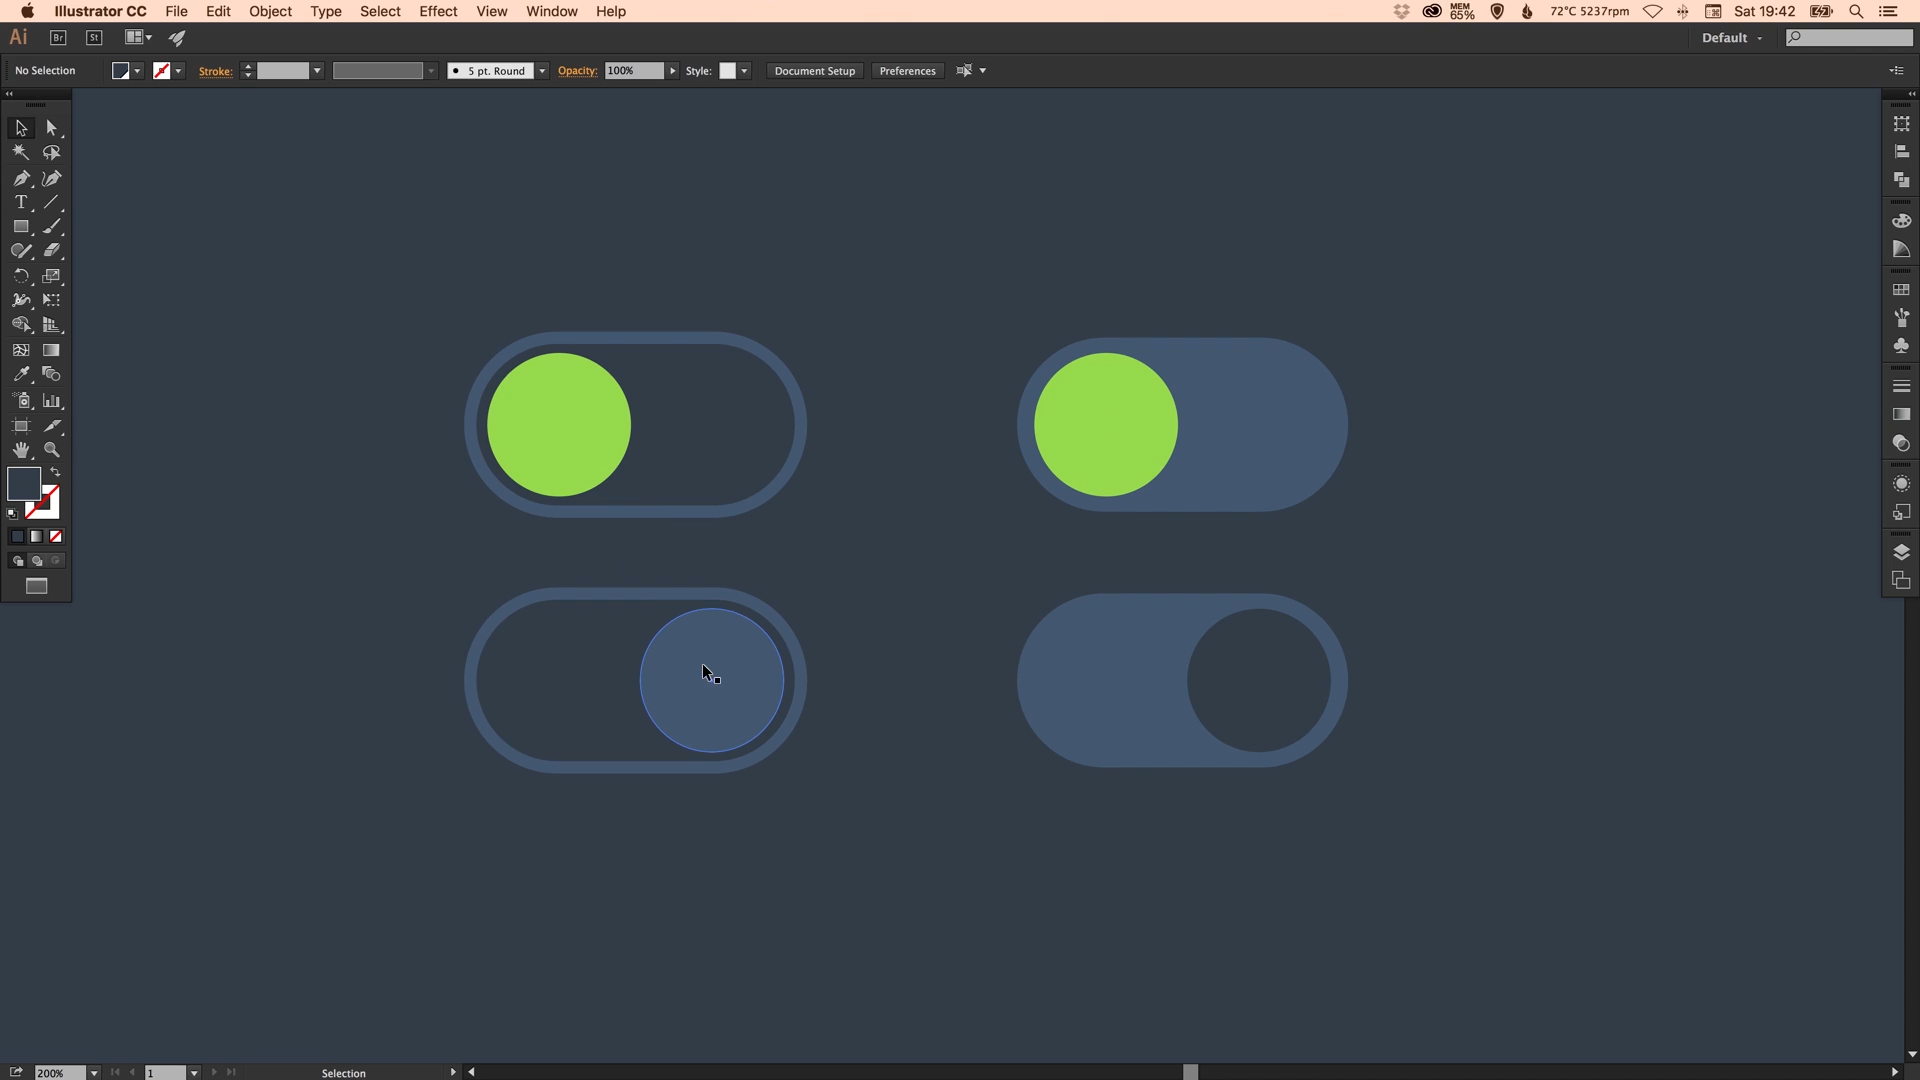 Illustrator CC File Edit Object Type Select Effect View Window Help MEM 65% 72°C 5237rpm Sat 19:42
Ai Br St Default
No Selection Stroke: 5 pt. Round Opacity: 100% Style: Document Setup Preferences
T
200% 1 Selection